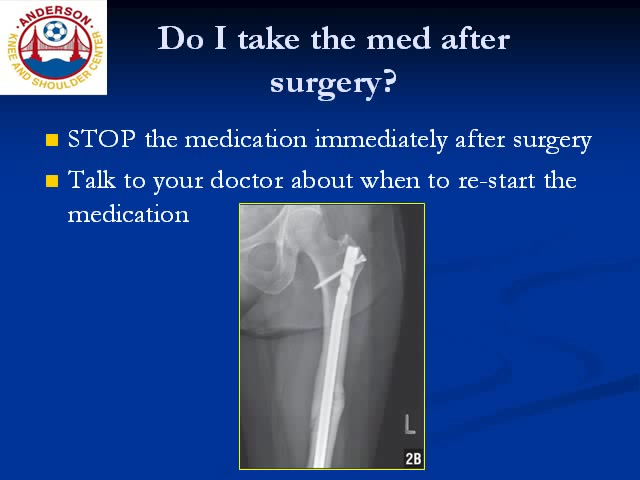 ANDERSON
KNEE AND SHOULDER CENTER
Do I take the med after
surgery?
STOP the medication immediately after surgery
Talk to your doctor about when to re-start the
medication
L
2B